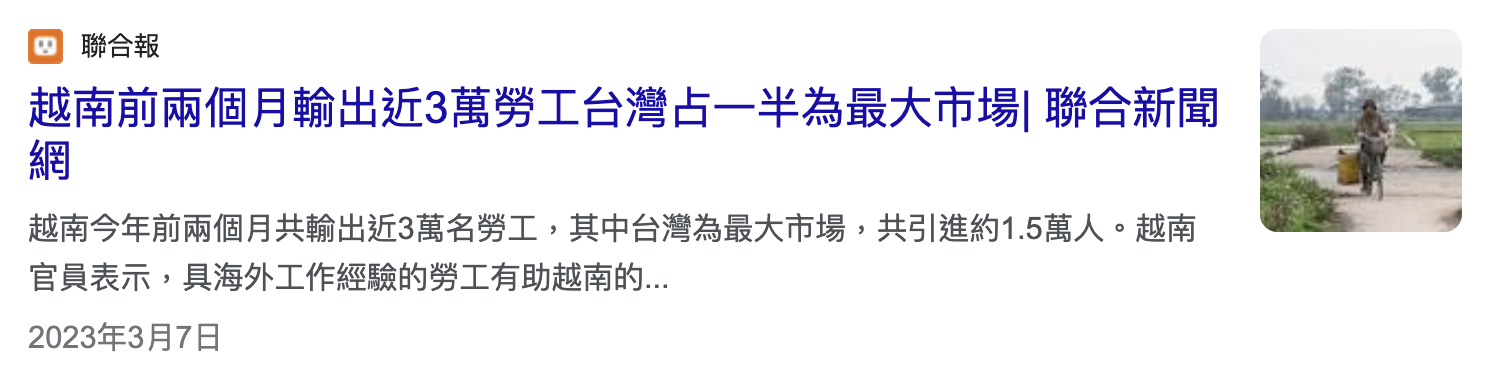 聯合報
越南前兩個月輸出近3萬勞工台灣占一半為最大市場| 聯合新聞
網
越南今年前兩個月共輸出近3萬名勞工，其中台灣為最大市場，共引進約1.5萬人。越南
官員表示，具海外工作經驗的勞工有助越南的...
2023年3月7日